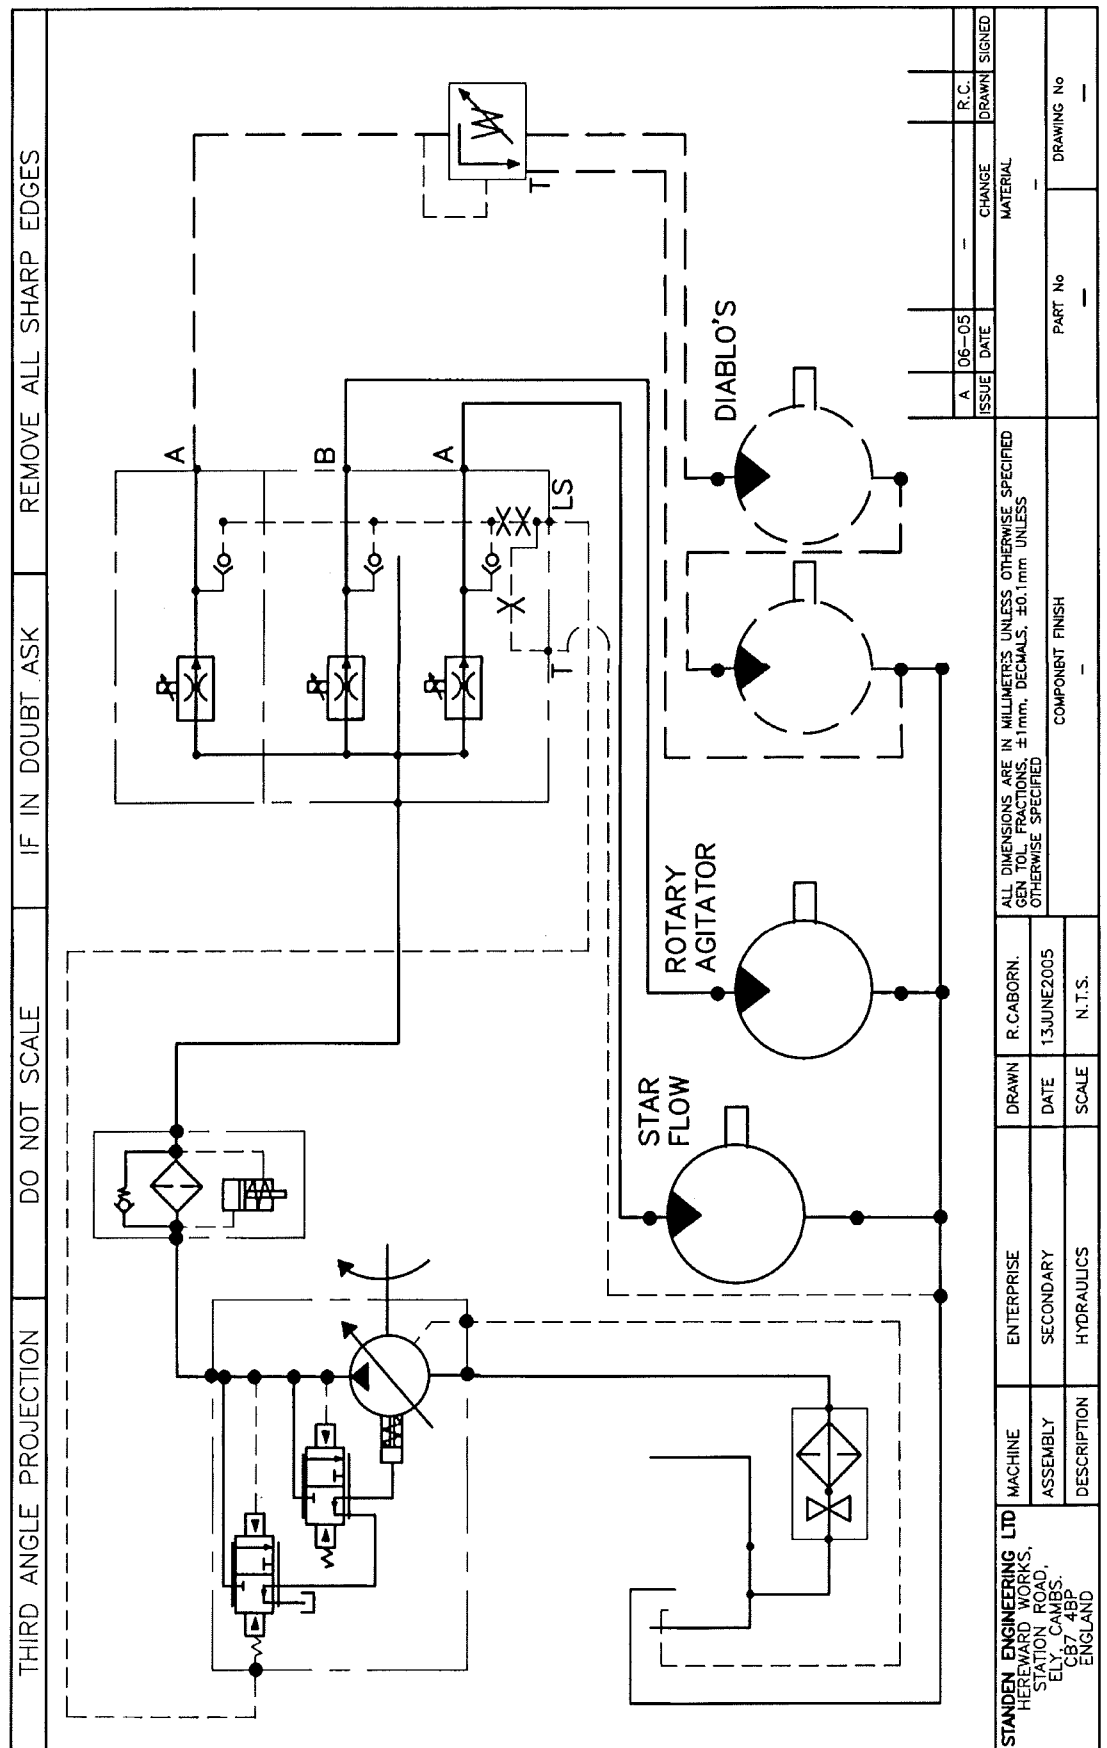 THIRD ANGLE PROJECTION
DO NOT SCALE
IF IN DOUBT ASK
REMOVE ALL SHARP EDGES
A
B
A
LS
T
T
STAR
FLOW
ROTARY
AGITATOR
DIABLO'S
STANDEN ENGINEERING LTD
HEREWARD WORKS,
STATION ROAD,
ELY, CAMBS.
CB7 4BP
ENGLAND
MACHINE
ENTERPRISE
ASSEMBLY
SECONDARY
DESCRIPTION
HYDRAULICS
DRAWN
R.CABORN.
DATE
13JUNE2005
SCALE
N.T.S.
ALL DIMENSIONS ARE IN MILLIMETRES UNLESS OTHERWISE SPECIFIED
GEN TOL. FRACTIONS, ±1mm, DECMALS, ±0.1mm UNLESS
OTHERWISE SPECIFIED
COMPONENT FINISH
–
A
06–05
–
R.C.
ISSUE
DATE
CHANGE
DRAWN
SIGNED
MATERIAL
–
PART No
–
DRAWING No
–